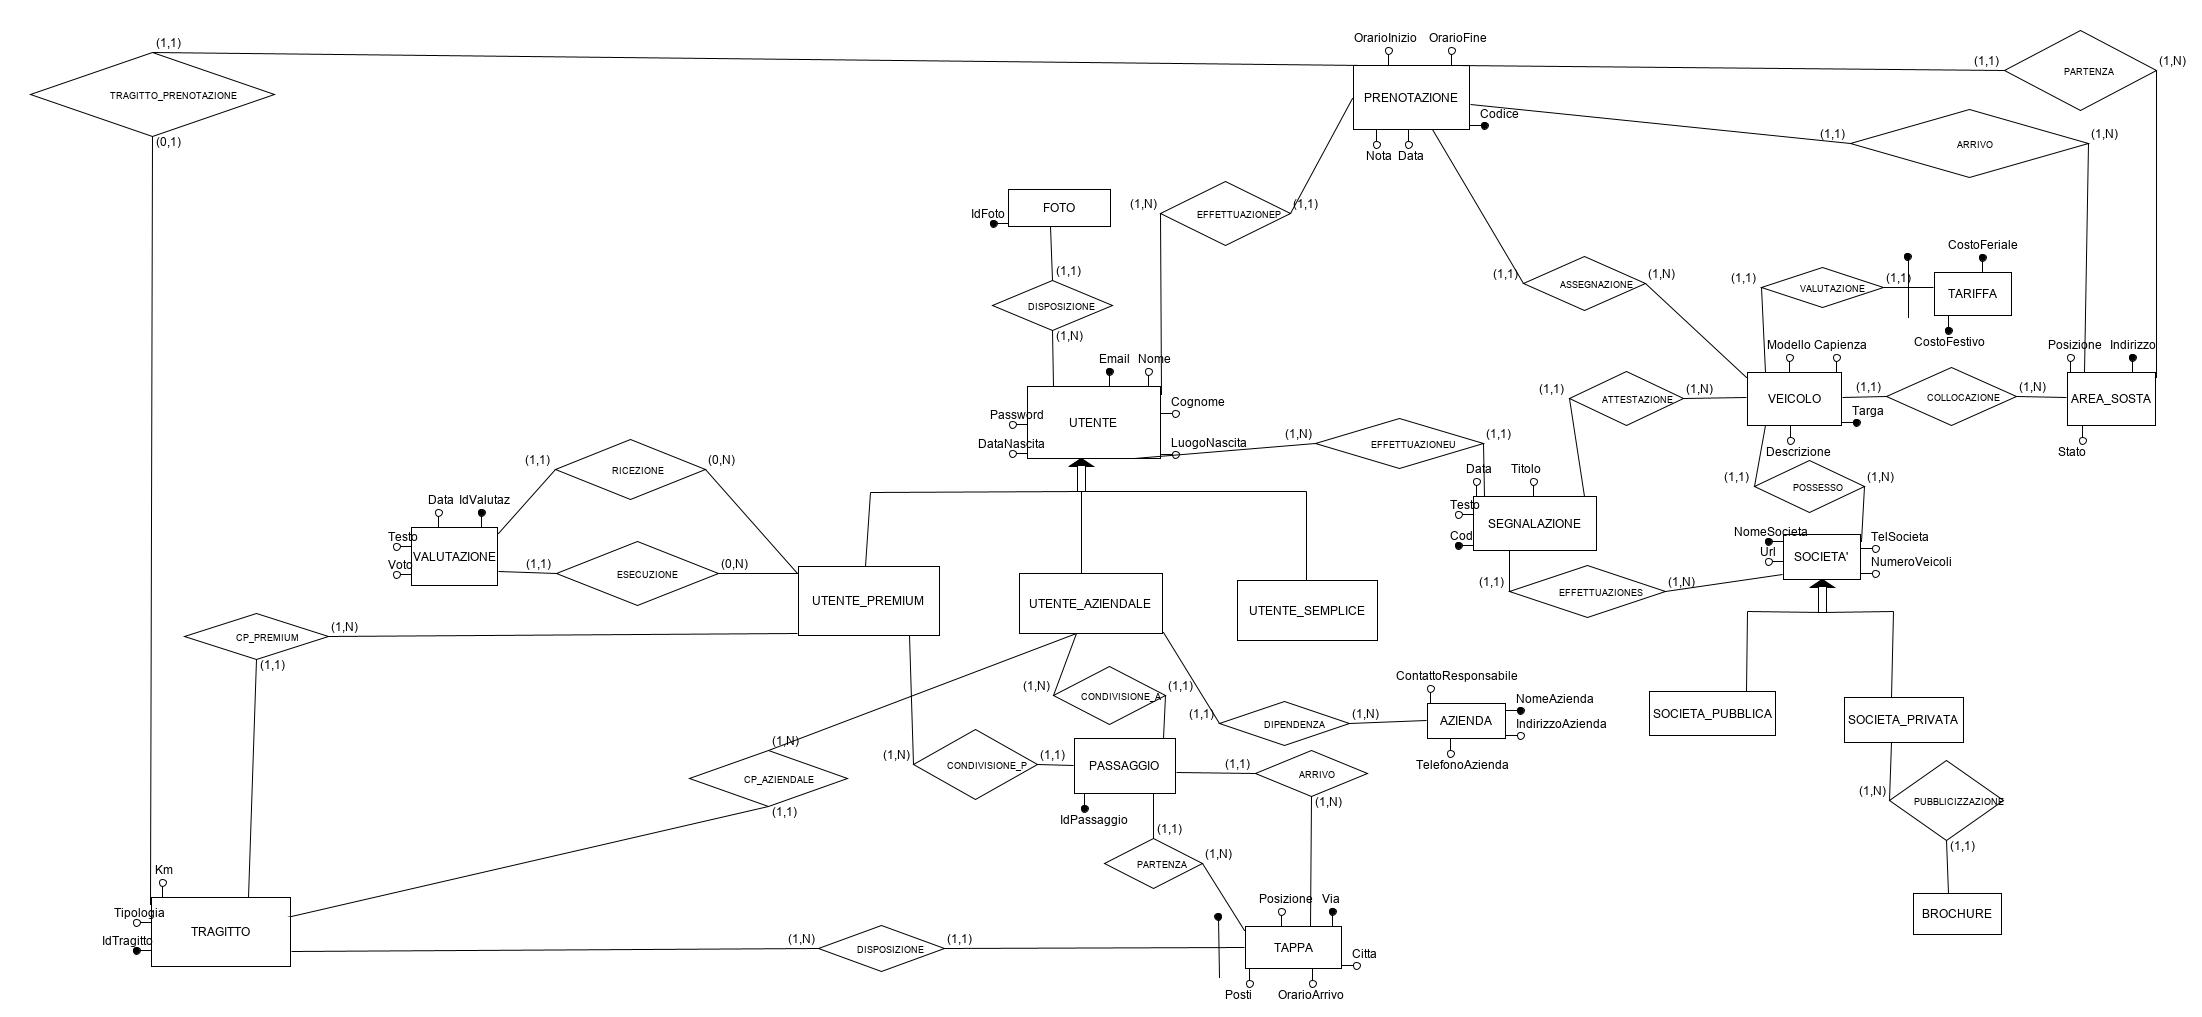 (1,1)
OrarioInizio OrarioFine
(1,1)
(1,N)
PARTENZA
TRAGITTO_PRENOTAZIONE
PRENOTAZIONE
Codice
(0,1)
Nota Data
(1,1)
(1,N)
ARRIVO
FOTO
IdFoto
(1,N)
EFFETTUAZIONEP
(1,1)
CostoFeriale
(1,1)
DISPOSIZIONE
(1,N)
(1,1)
ASSEGNAZIONE
(1,N)
(1,1)
VALUTAZIONE
(1,1)
TARIFFA
CostoFestivo
Email Nome
Modello Capienza
Posizione Indirizzo
Password
UTENTE
Cognome
DataNascita
LuogoNascita
(1,1)
ATTESTAZIONE
(1,N)
VEICOLO
(1,1)
COLLOCAZIONE
(1,N)
AREA_SOSTA
Targa
Descrizione
Stato
(1,N)
EFFETTUAZIONEU
(1,1)
(1,1)
RICEZIONE
(0,N)
Data Titolo
Testo
SEGNALAZIONE
Cod
(1,1)
POSSESSO
(1,N)
Data IdValutaz
Testo
VALUTAZIONE
Voto
(1,1)
ESECUZIONE
(0,N)
NomeSocieta
Url
SOCIETA'
TelSocieta
NumeroVeicoli
(1,1)
EFFETTUAZIONES
(1,N)
UTENTE_PREMIUM
UTENTE_AZIENDALE
UTENTE_SEMPLICE
CP_PREMIUM
(1,N)
(1,1)
(1,N)
CONDIVISIONE_A
(1,1)
ContattoResponsabile
NomeAzienda
AZIENDA
IndirizzoAzienda
TelefonoAzienda
(1,1)
DIPENDENZA
(1,N)
SOCIETA_PUBBLICA
SOCIETA_PRIVATA
(1,N)
CP_AZIENDALE
(1,1)
(1,N)
CONDIVISIONE_P
(1,1)
PASSAGGIO
IdPassaggio
(1,1)
ARRIVO
(1,N)
(1,N)
PUBBLICIZZAZIONE
(1,1)
(1,1)
PARTENZA
(1,N)
Km
Tipologia
TRAGITTO
IdTragitto
(1,N)
DISPOSIZIONE
(1,1)
Posizione Via
TAPPA
Citta
Posti
OrarioArrivo
BROCHURE